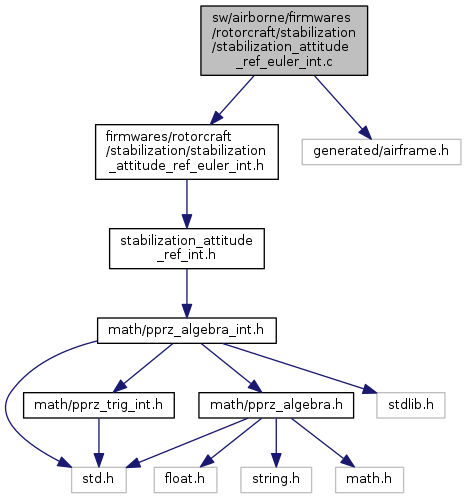 sw/airborne/firmwares
/rotorcraft/stabilization
/stabilization_attitude
_ref_euler_int.c
firmwares/rotorcraft
/stabilization/stabilization
_attitude_ref_euler_int.h
generated/airframe.h
stabilization_attitude
_ref_int.h
math/pprz_algebra_int.h
math/pprz_trig_int.h
math/pprz_algebra.h
stdlib.h
std.h
float.h
string.h
math.h